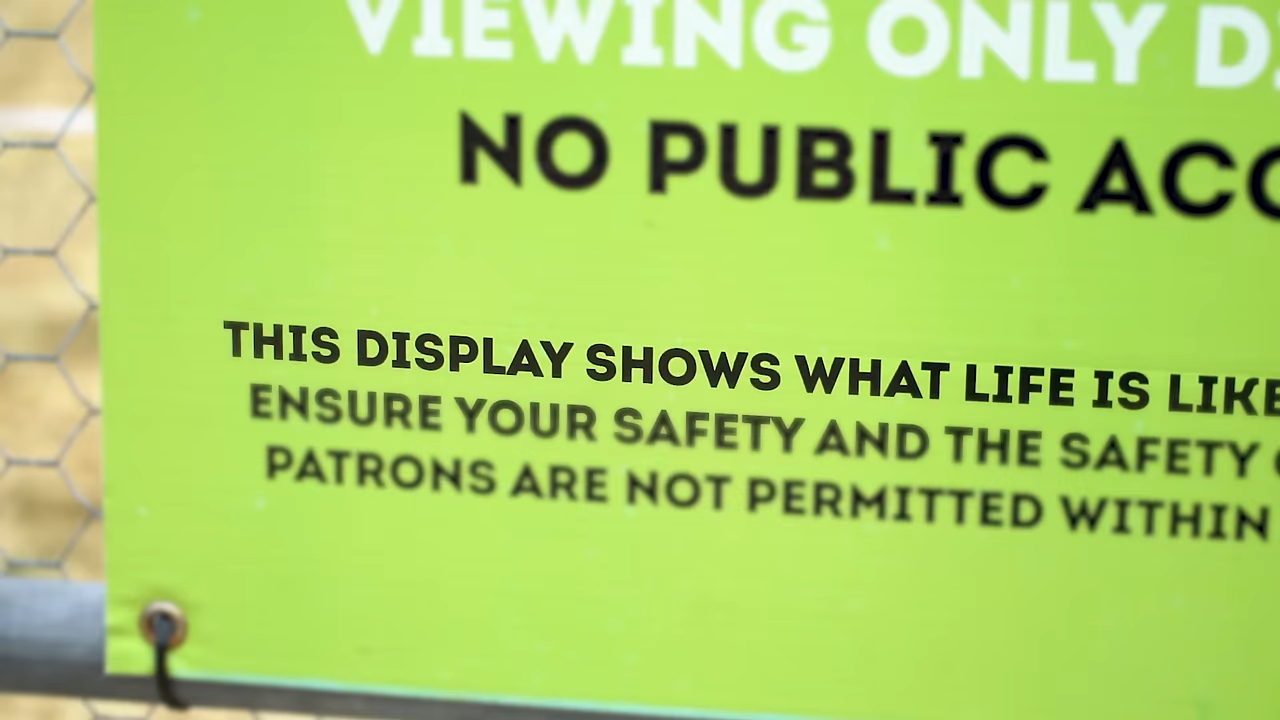 VIEWING ONLY
NO PUBLIC
THIS DISPLAY SHOWS WHAT LIFE IS LIKE
ENSURE YOUR SAFETY AND THE SAFETY
PATRONS ARE NOT PERMITTED WITHIN